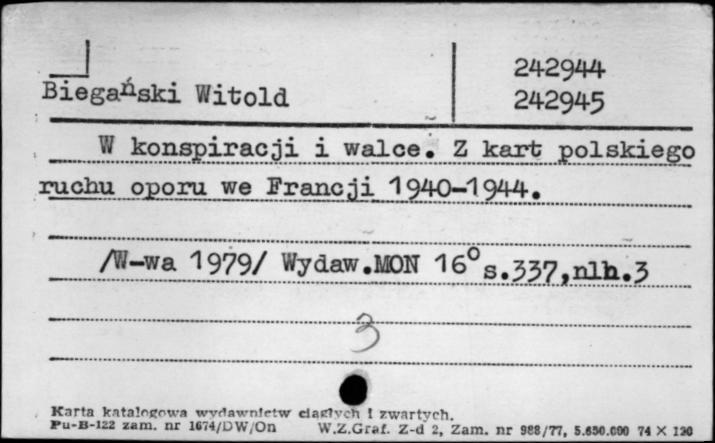 242944
Biegański Witold
242945
W konspiracji i walce. Z kart polskiego
ruchu oporu we Francji 1940-1944.
/W-wa 1979/ Wydaw.MON 16° s.337,nlb.3
3
Karta katalogowa wydawnictw ciągłych i zwartych.
Pu-B-122 zam. nr 1674/DW/On W.Z.Graf. Z-d 2, Zam. nr 988/77, 5.650.000 74 X 120